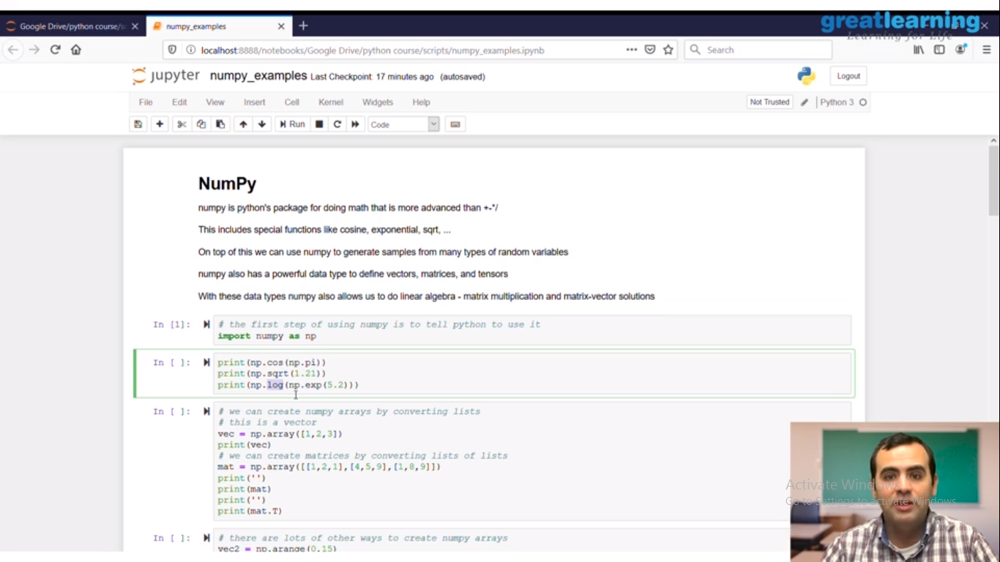 greatlearning
Learning for Life
Google Drive/python course/sc
numpy_examples
localhost:8888/notebooks/Google Drive/python course/scripts/numpy_examples.ipynb
Search
jupyter numpy_examples Last Checkpoint: 17 minutes ago (autosaved)
Logout
File Edit View Insert Cell Kernel Widgets Help
Not Trusted
Python 3
Run
Code
NumPy
numpy is python's package for doing math that is more advanced than +-*/
This includes special functions like cosine, exponential, sqrt, ...
On top of this we can use numpy to generate samples from many types of random variables
numpy also has a powerful data type to define vectors, matrices, and tensors
With these data types numpy also allows us to do linear algebra - matrix multiplication and matrix-vector solutions
In [1]:
# the first step of using numpy is to tell python to use it
import numpy as np
In [ ]:
print(np.cos(np.pi))
print(np.sqrt(1.21))
print(np.log(np.exp(5.2)))
In [ ]:
# we can create numpy arrays by converting lists
# this is a vector
vec = np.array([1,2,3])
print(vec)
# we can create matrices by converting lists of lists
mat = np.array([[1,2,1],[4,5,9],[1,8,9]])
print('')
print(mat)
print('')
print(mat.T)
In [ ]:
# there are lots of other ways to create numpy arrays
vec2 = np.arange(0,15)
Activate Windows
Go to Settings to activate Windows.